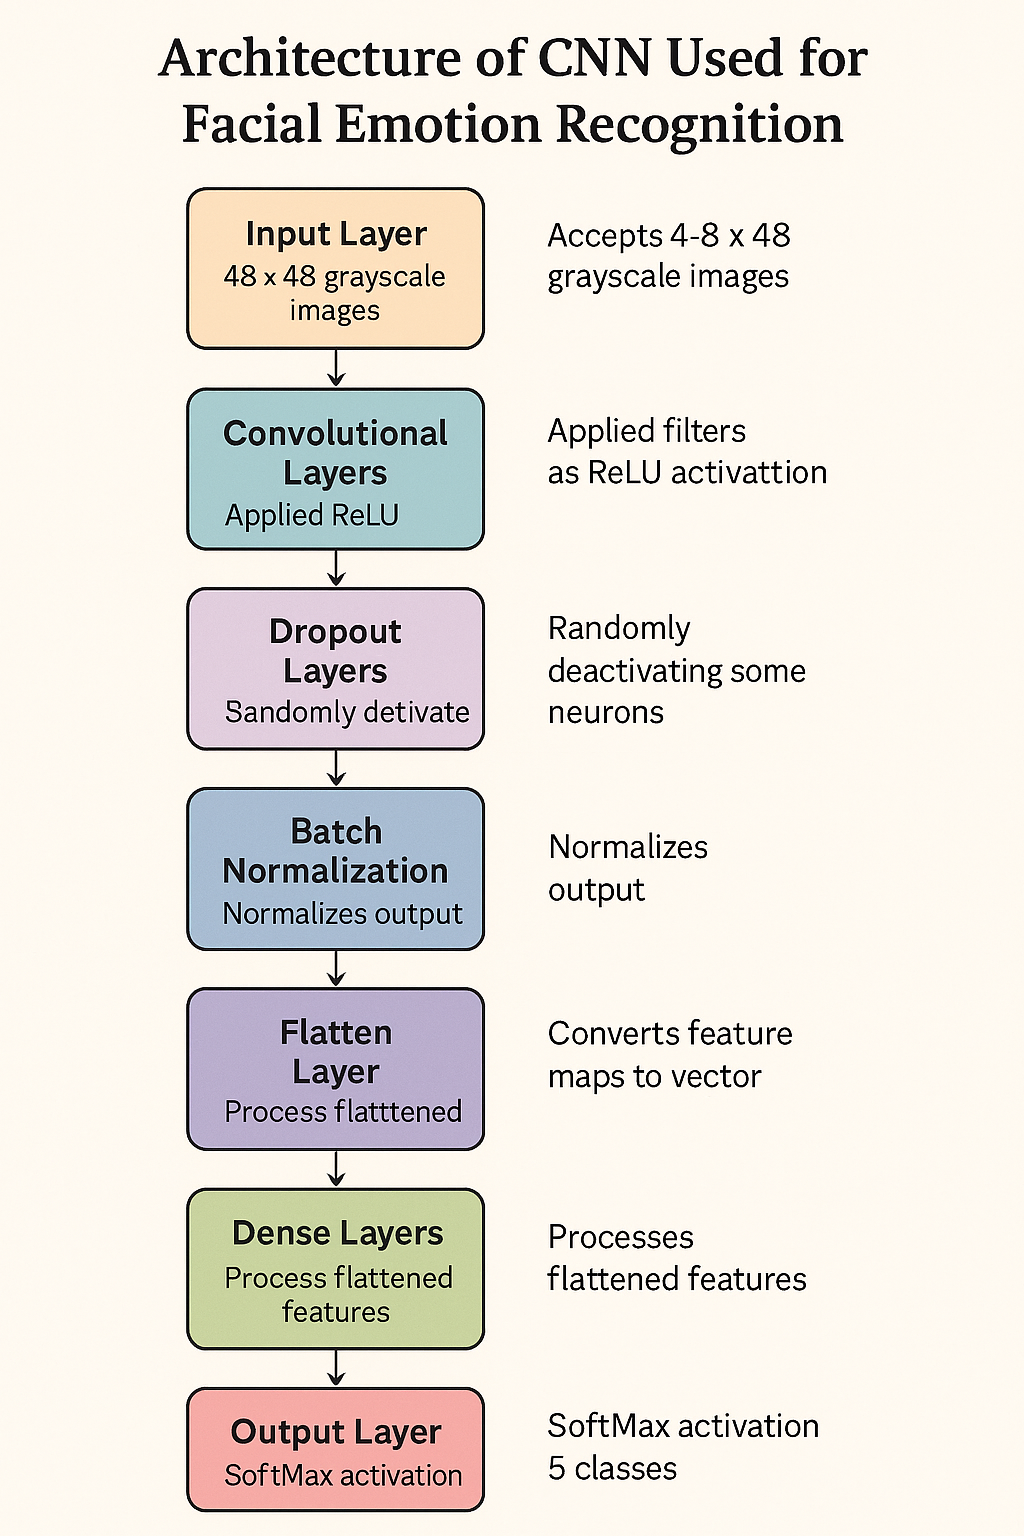 Architecture of CNN Used for
Facial Emotion Recognition
Input Layer
48 x 48 grayscale
images
Accepts 4-8 x 48
grayscale images
Convolutional
Layers
Applied ReLU
Applied filters
as ReLU activattion
Dropout
Layers
Sandomly detivate
Randomly
deactivating some
neurons
Batch
Normalization
Normalizes output
Normalizes
output
Flatten
Layer
Process flatttened
Converts feature
maps to vector
Dense Layers
Process flattened
features
Processes
flattened features
Output Layer
SoftMax activation
SoftMax activation
5 classes